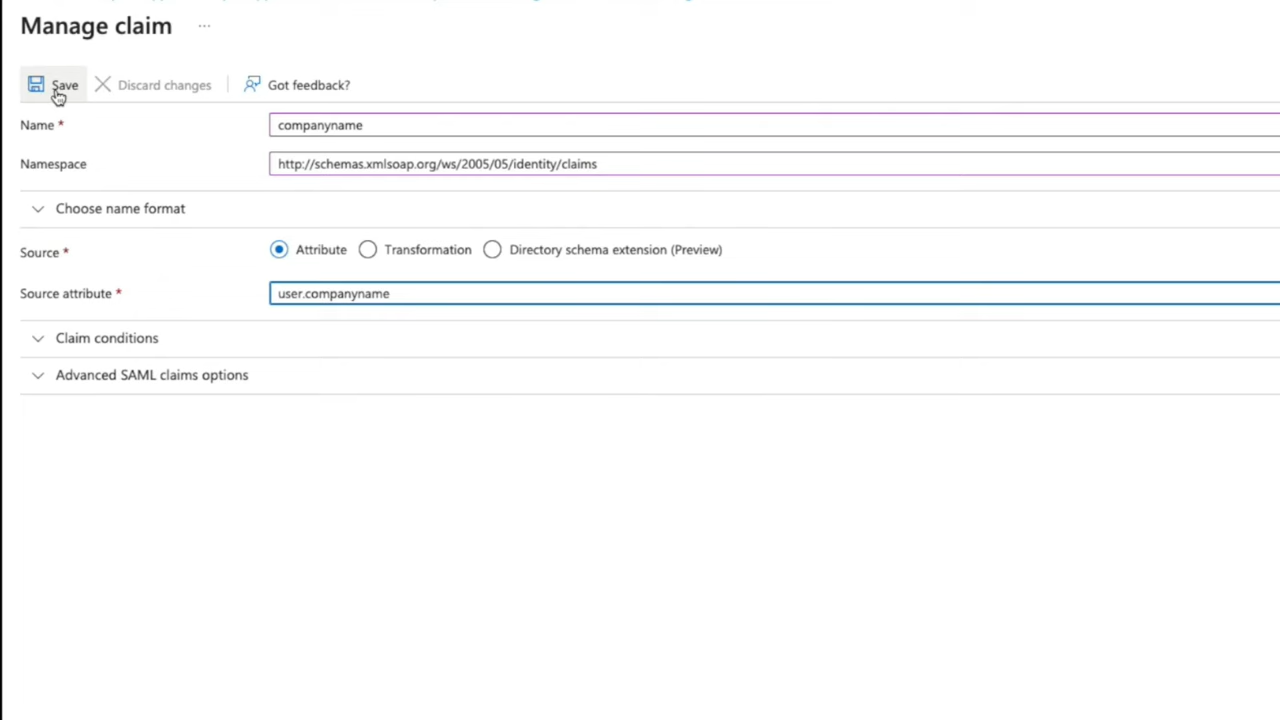 Manage claim ...
Save Discard changes Got feedback?
Name * companyname
Namespace http://schemas.xmlsoap.org/ws/2005/05/identity/claims
Choose name format
Source * Attribute Transformation Directory schema extension (Preview)
Source attribute * user.companyname
Claim conditions
Advanced SAML claims options